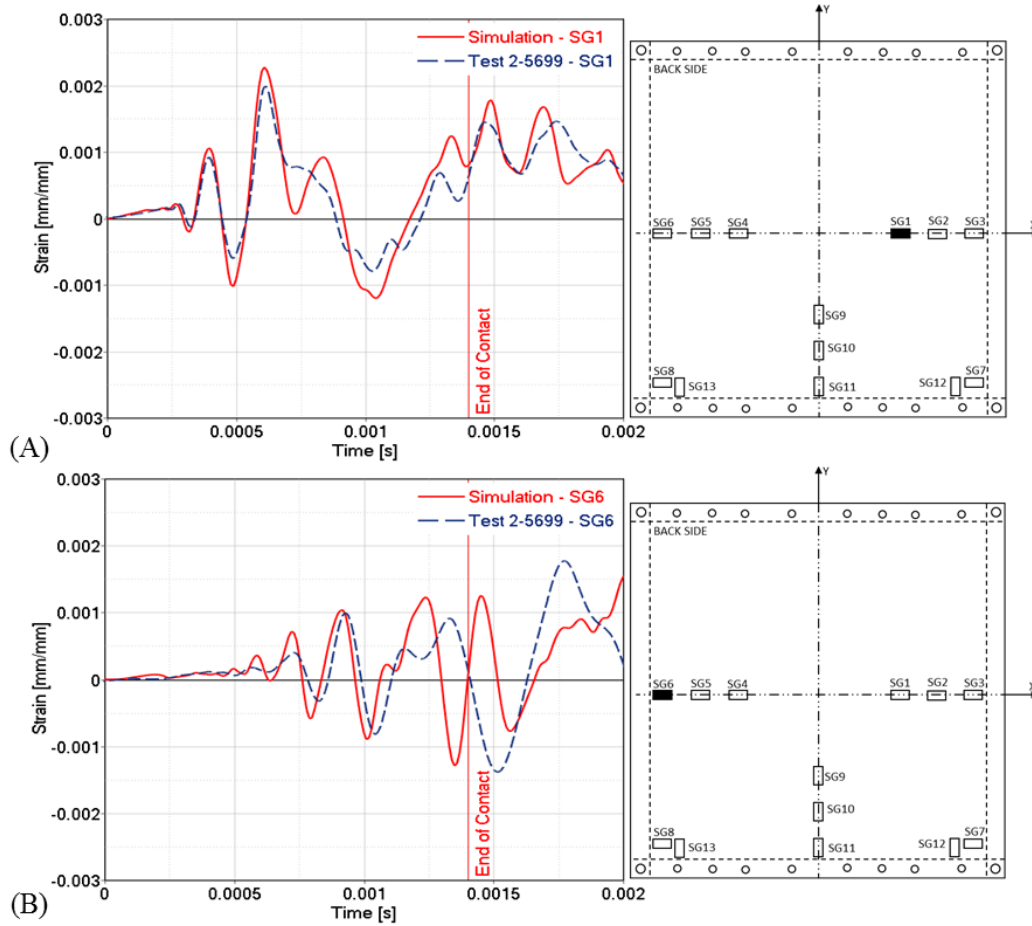 0.003
0.002
0.001
0
-0.001
-0.002
-0.003
Strain [mm/mm]
Simulation - SG1
Test 2-5699 - SG1
End of Contact
0
0.0005
0.001
0.0015
0.002
Time [s]
(A)
Y
BACK SIDE
SG6
SG5
SG4
SG1
SG2
SG3
SG9
SG10
SG8
SG13
SG11
SG12
SG7
0.003
0.002
0.001
0
-0.001
-0.002
-0.003
Strain [mm/mm]
Simulation - SG6
Test 2-5699 - SG6
End of Contact
0
0.0005
0.001
0.0015
0.002
Time [s]
(B)
Y
BACK SIDE
SG6
SG5
SG4
SG1
SG2
SG3
SG9
SG10
SG8
SG13
SG11
SG12
SG7